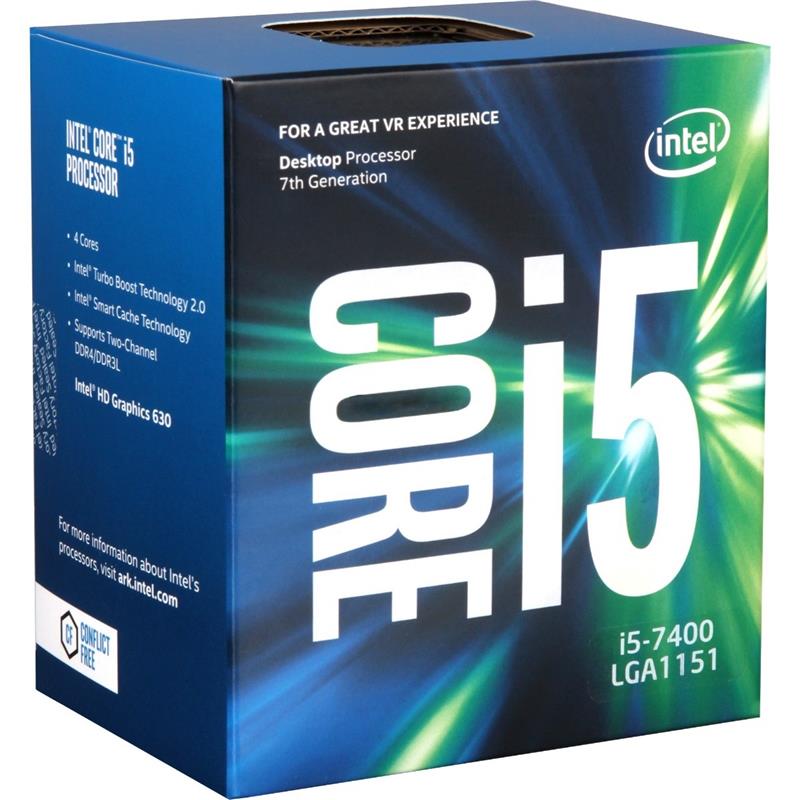 INTEL® CORE™ i5
PROCESSOR
• 4 Cores
• Intel® Turbo Boost Technology 2.0
• Intel® Smart Cache Technology
• Supports Two-Channel
DDR4/DDR3L
Intel® HD Graphics 630
For more information about Intel's
processors, visit ark.intel.com
CF
CONFLICT
FREE
FOR A GREAT VR EXPERIENCE
Desktop Processor
7th Generation
intel®
CORE
i5
i5-7400
LGA1151